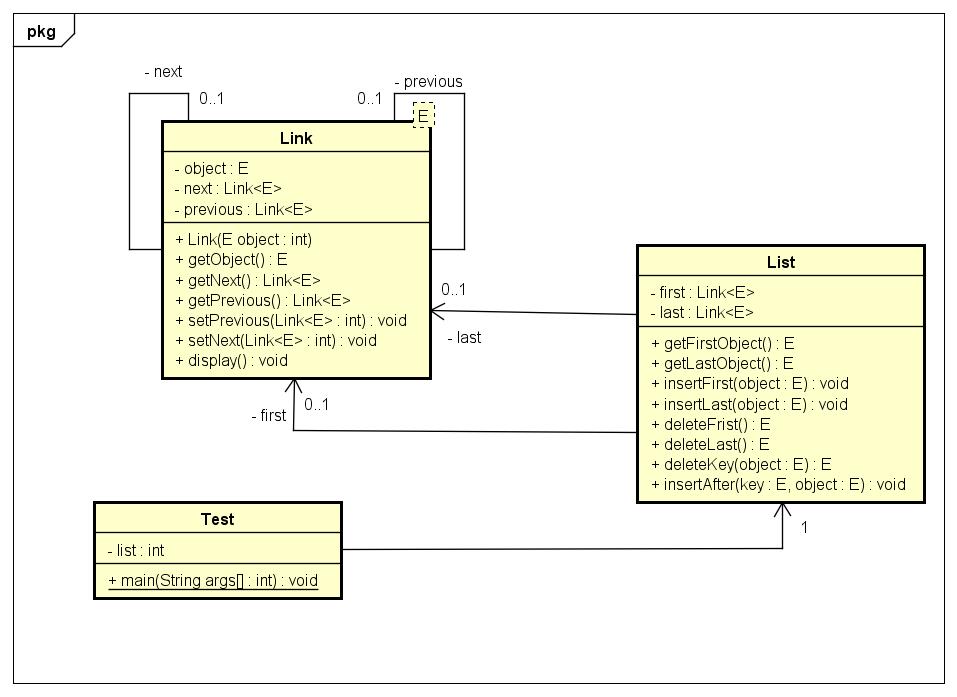 pkg
- next
0..1
- previous
0..1
E
Link
- object : E
- next : Link<E>
- previous : Link<E>
+ Link(E object : int)
+ getObject() : E
+ getNext() : Link<E>
+ getPrevious() : Link<E>
+ setPrevious(Link<E> : int) : void
+ setNext(Link<E> : int) : void
+ display() : void
0..1
- last
0..1
- first
List
- first : Link<E>
- last : Link<E>
+ getFirstObject() : E
+ getLastObject() : E
+ insertFirst(object : E) : void
+ insertLast(object : E) : void
+ deleteFrist() : E
+ deleteLast() : E
+ deleteKey(object : E) : E
+ insertAfter(key : E, object : E) : void
1
Test
- list : int
+ main(String args[] : int) : void